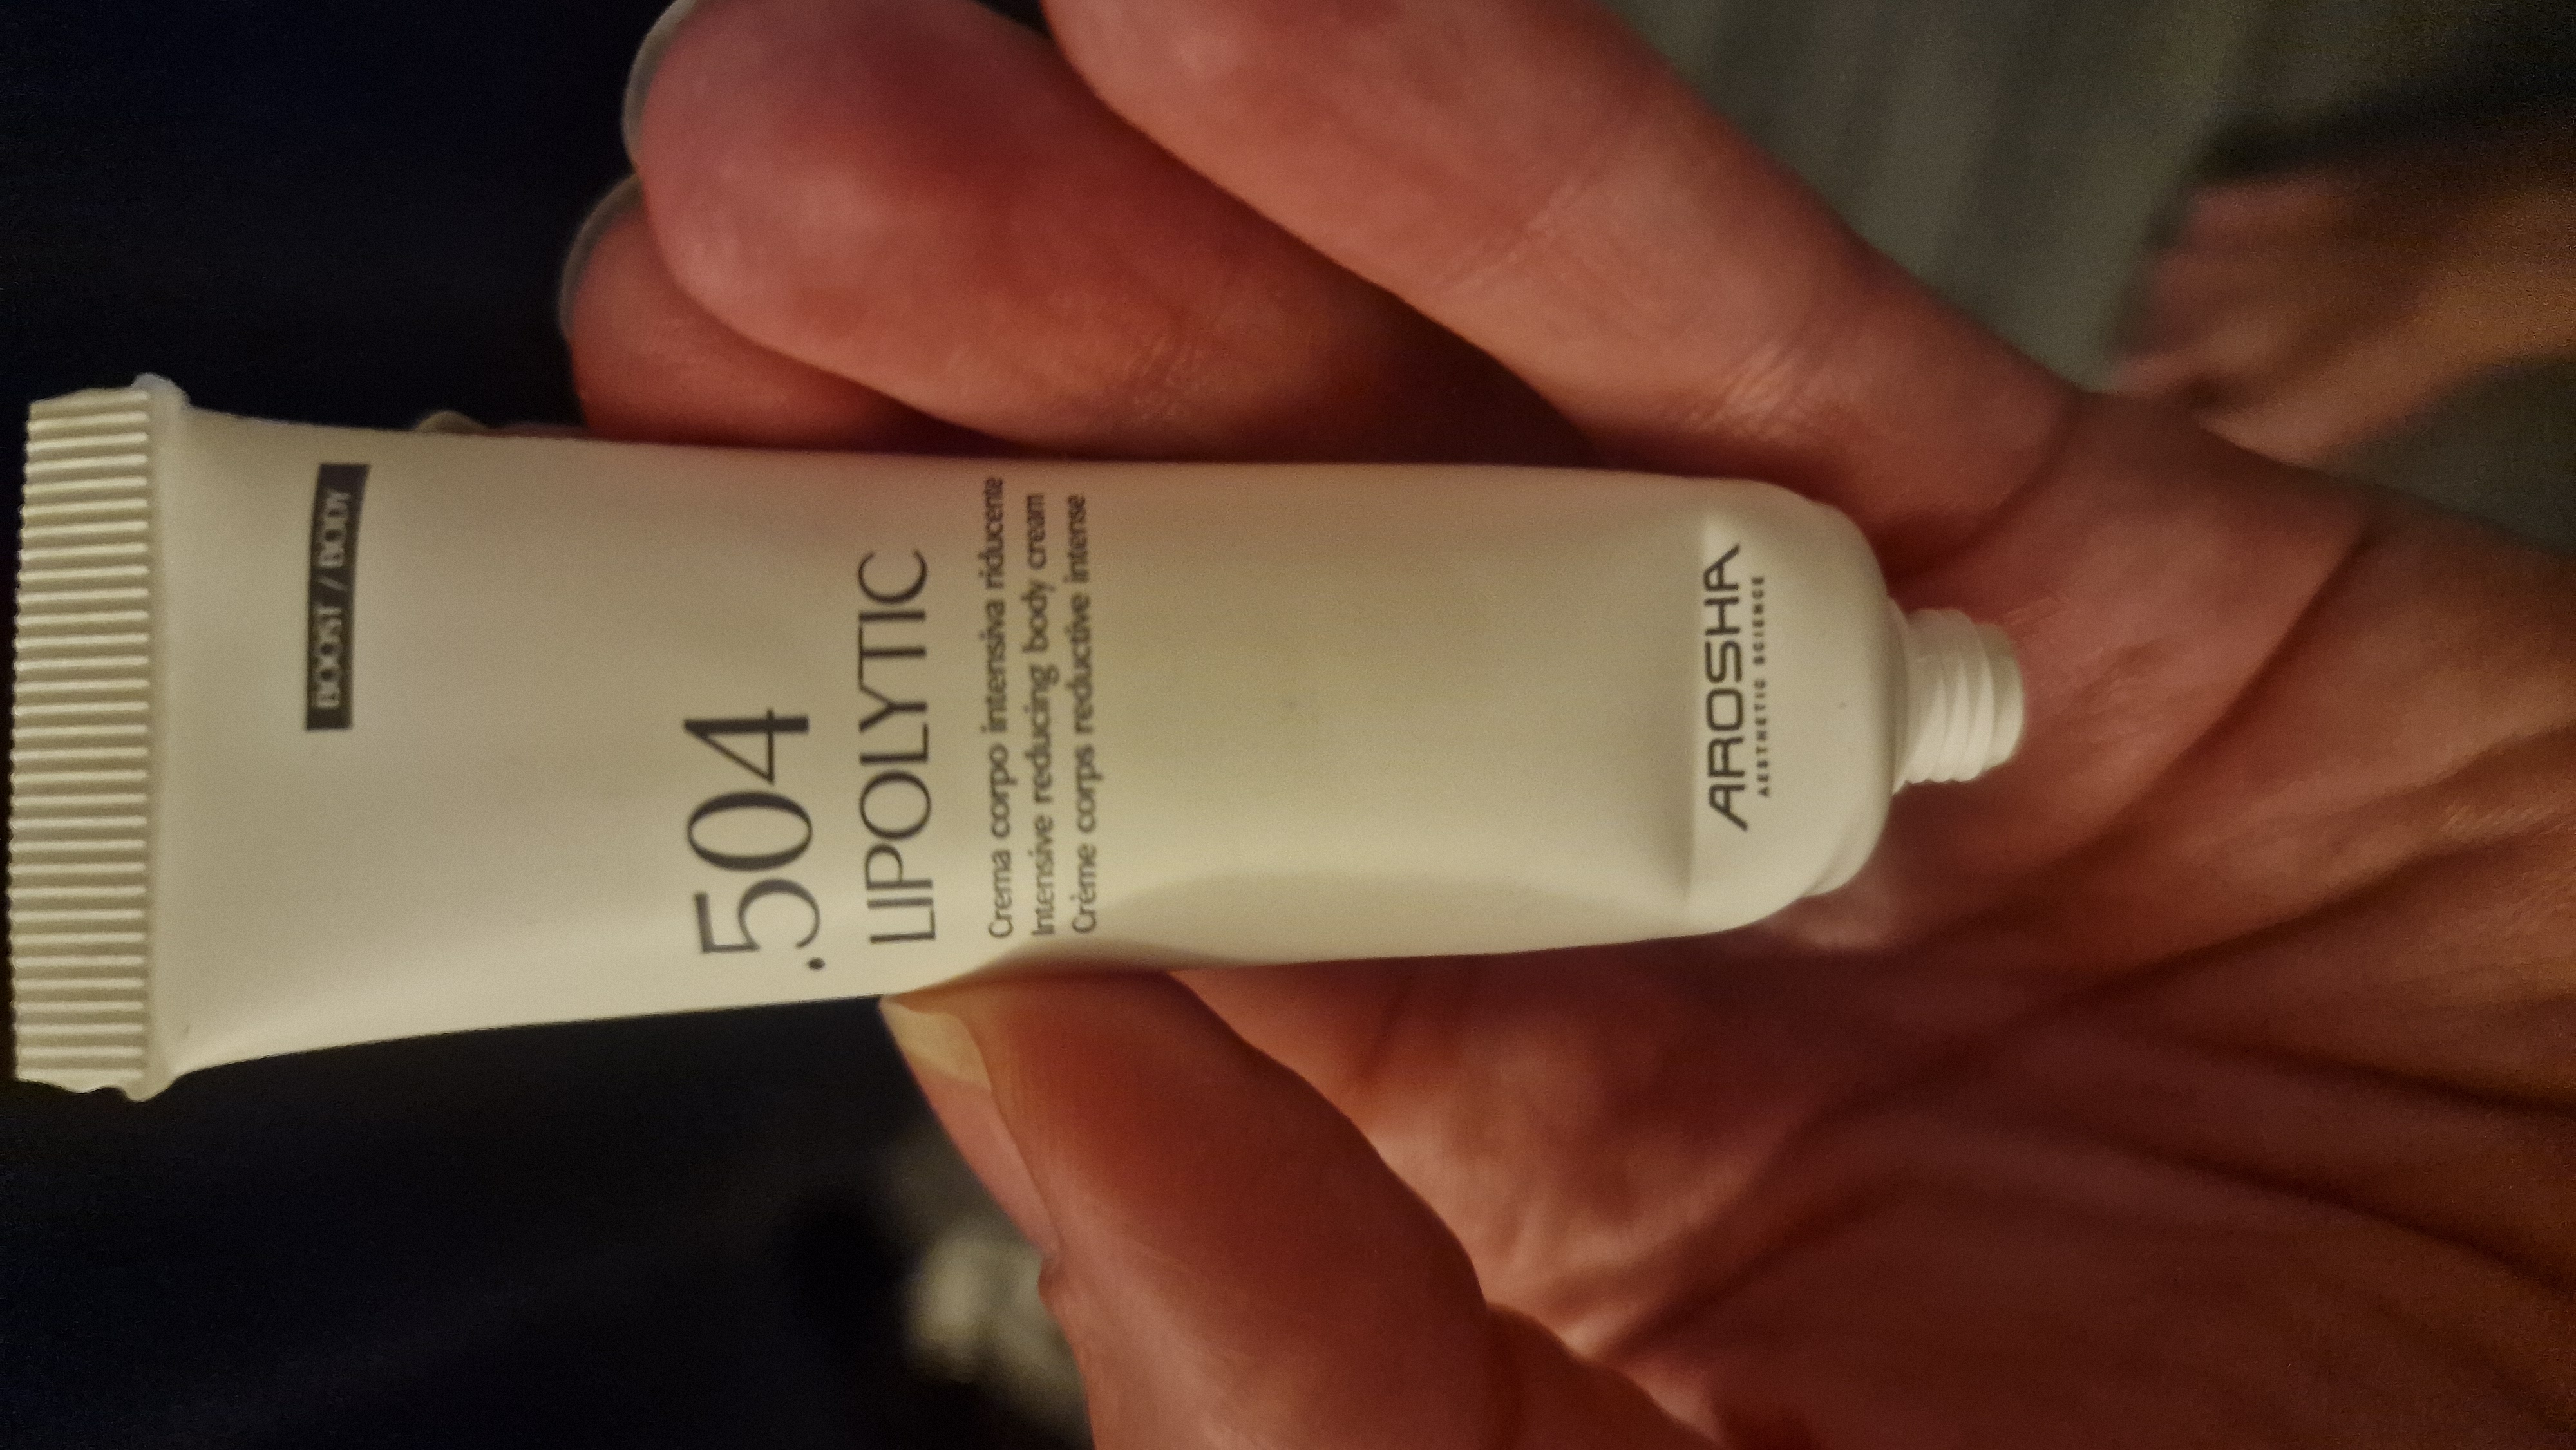 BOOST / BODY
.504
LIPOLYTIC
Crema corpo intensiva riducente
Intensive reducing body cream
Crème corps reductive intense
AROSHA
AESTHETIC SCIENCE